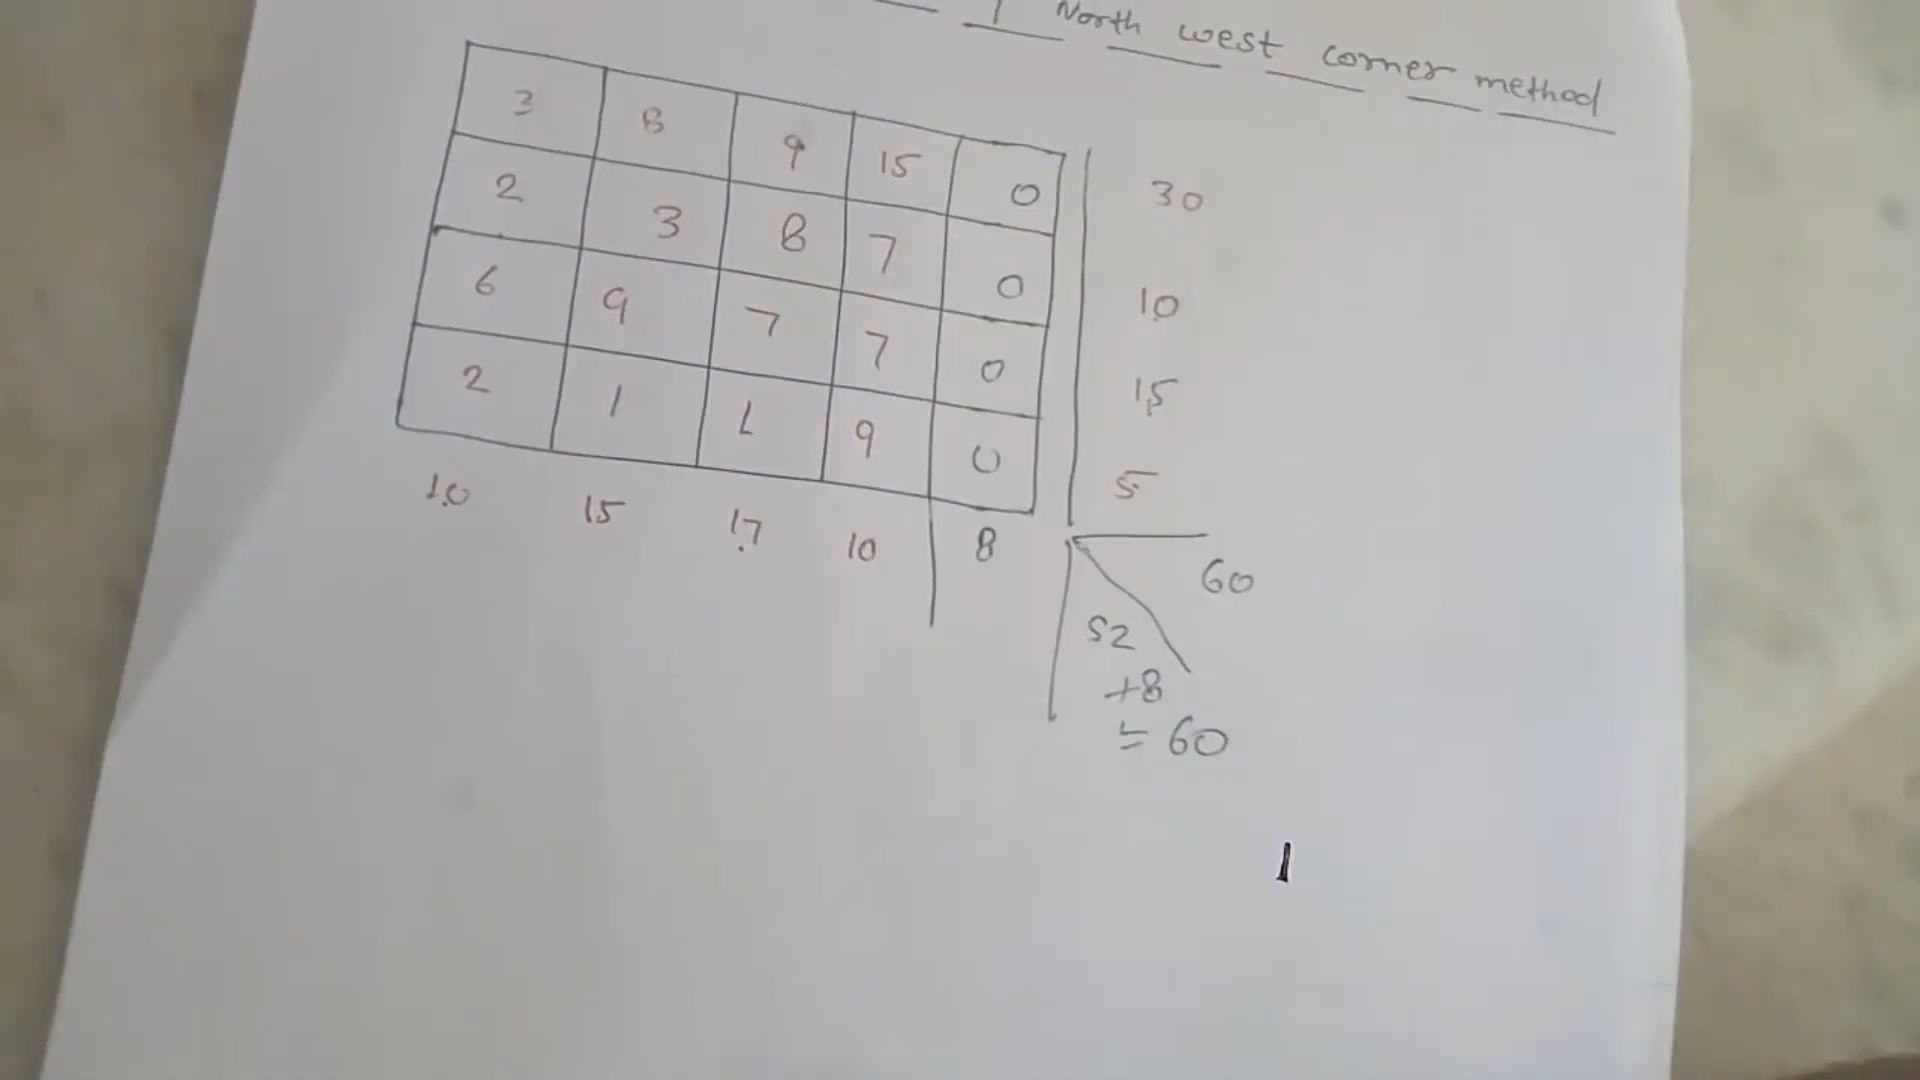 1 North west corner method
3 8 9 15 0 30
2 3 8 7 0 10
6 9 7 7 0 15
2 1 1 9 0 5
10 15 17 10 8
60
52
+8
= 60